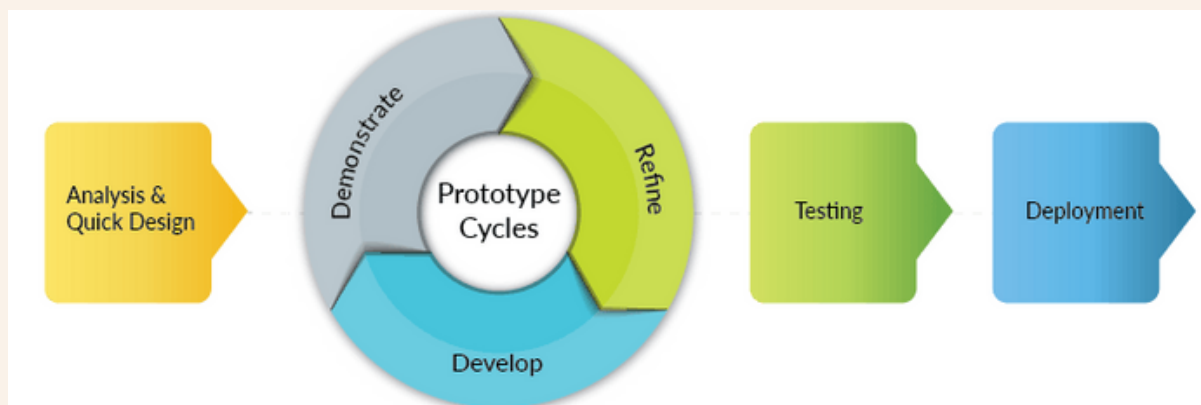 Analysis &
Quick Design
Demonstrate
Refine
Prototype
Cycles
Develop
Testing
Deployment